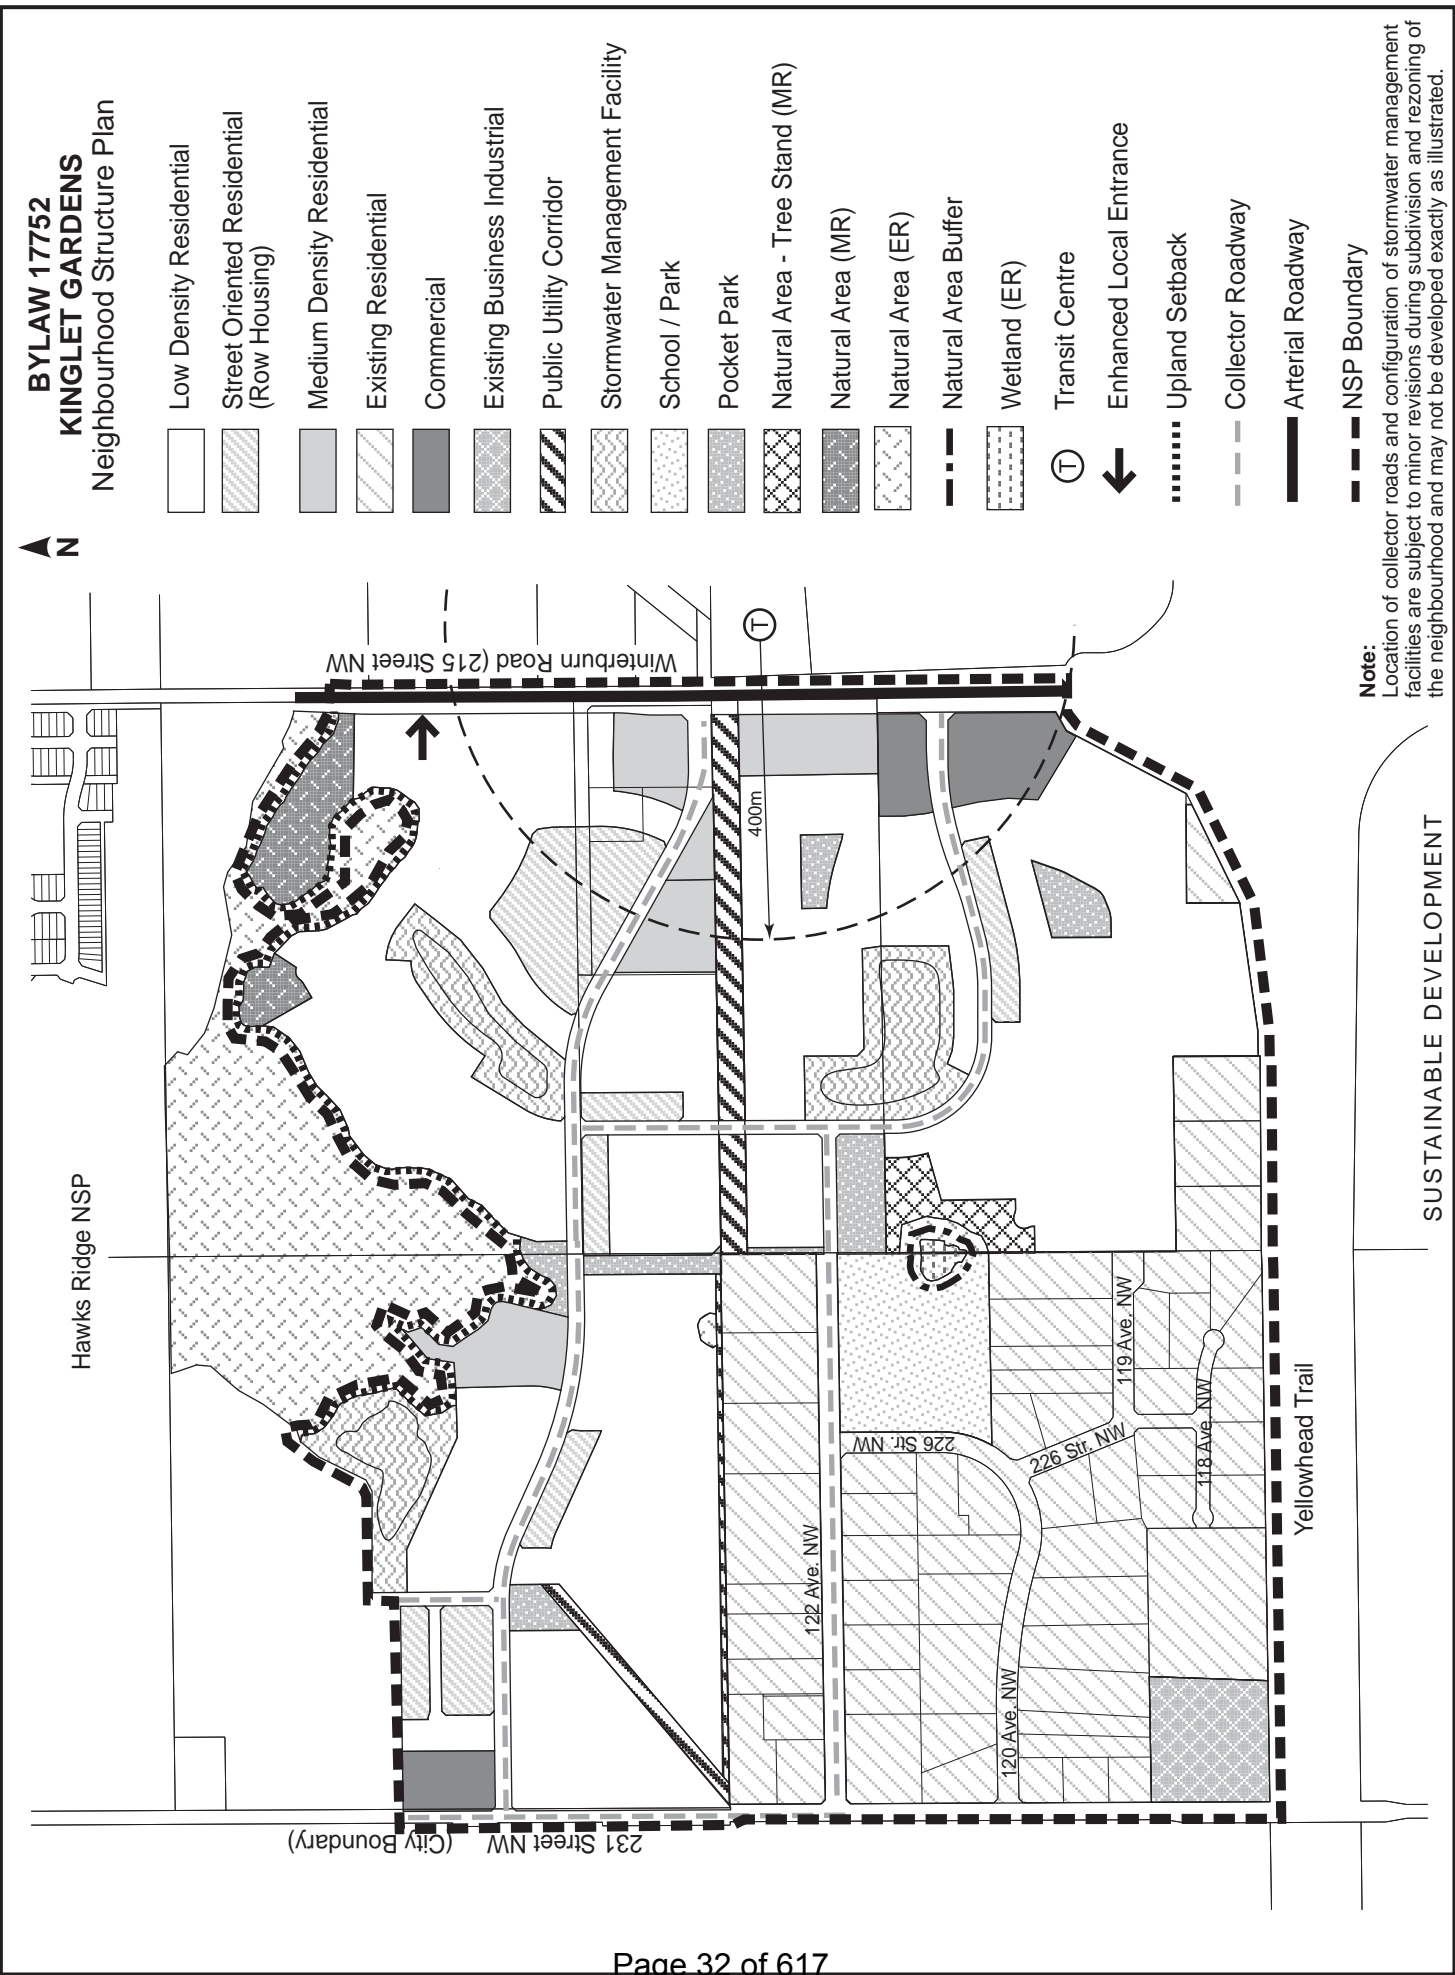 BYLAW 17752
KINGLET GARDENS
Neighbourhood Structure Plan
N
Low Density Residential
Street Oriented Residential
(Row Housing)
Medium Density Residential
Existing Residential
Commercial
Existing Business Industrial
Public Utility Corridor
Stormwater Management Facility
School / Park
Pocket Park
Natural Area - Tree Stand (MR)
Natural Area (MR)
Natural Area (ER)
Natural Area Buffer
Wetland (ER)
T Transit Centre
Enhanced Local Entrance
Upland Setback
Collector Roadway
Arterial Roadway
NSP Boundary
Note:
Location of collector roads and configuration of stormwater management
facilities are subject to minor revisions during subdivision and rezoning of
the neighbourhood and may not be developed exactly as illustrated.
Hawks Ridge NSP
Winterburn Road (215 Street NW
T
400m
231 Street NW (City Boundary)
122 Ave. NW
226 Str. NW
226 Str. NW
120 Ave. NW
119 Ave. NW
118 Ave. NW
Yellowhead Trail
SUSTAINABLE DEVELOPMENT
Page 32 of 617